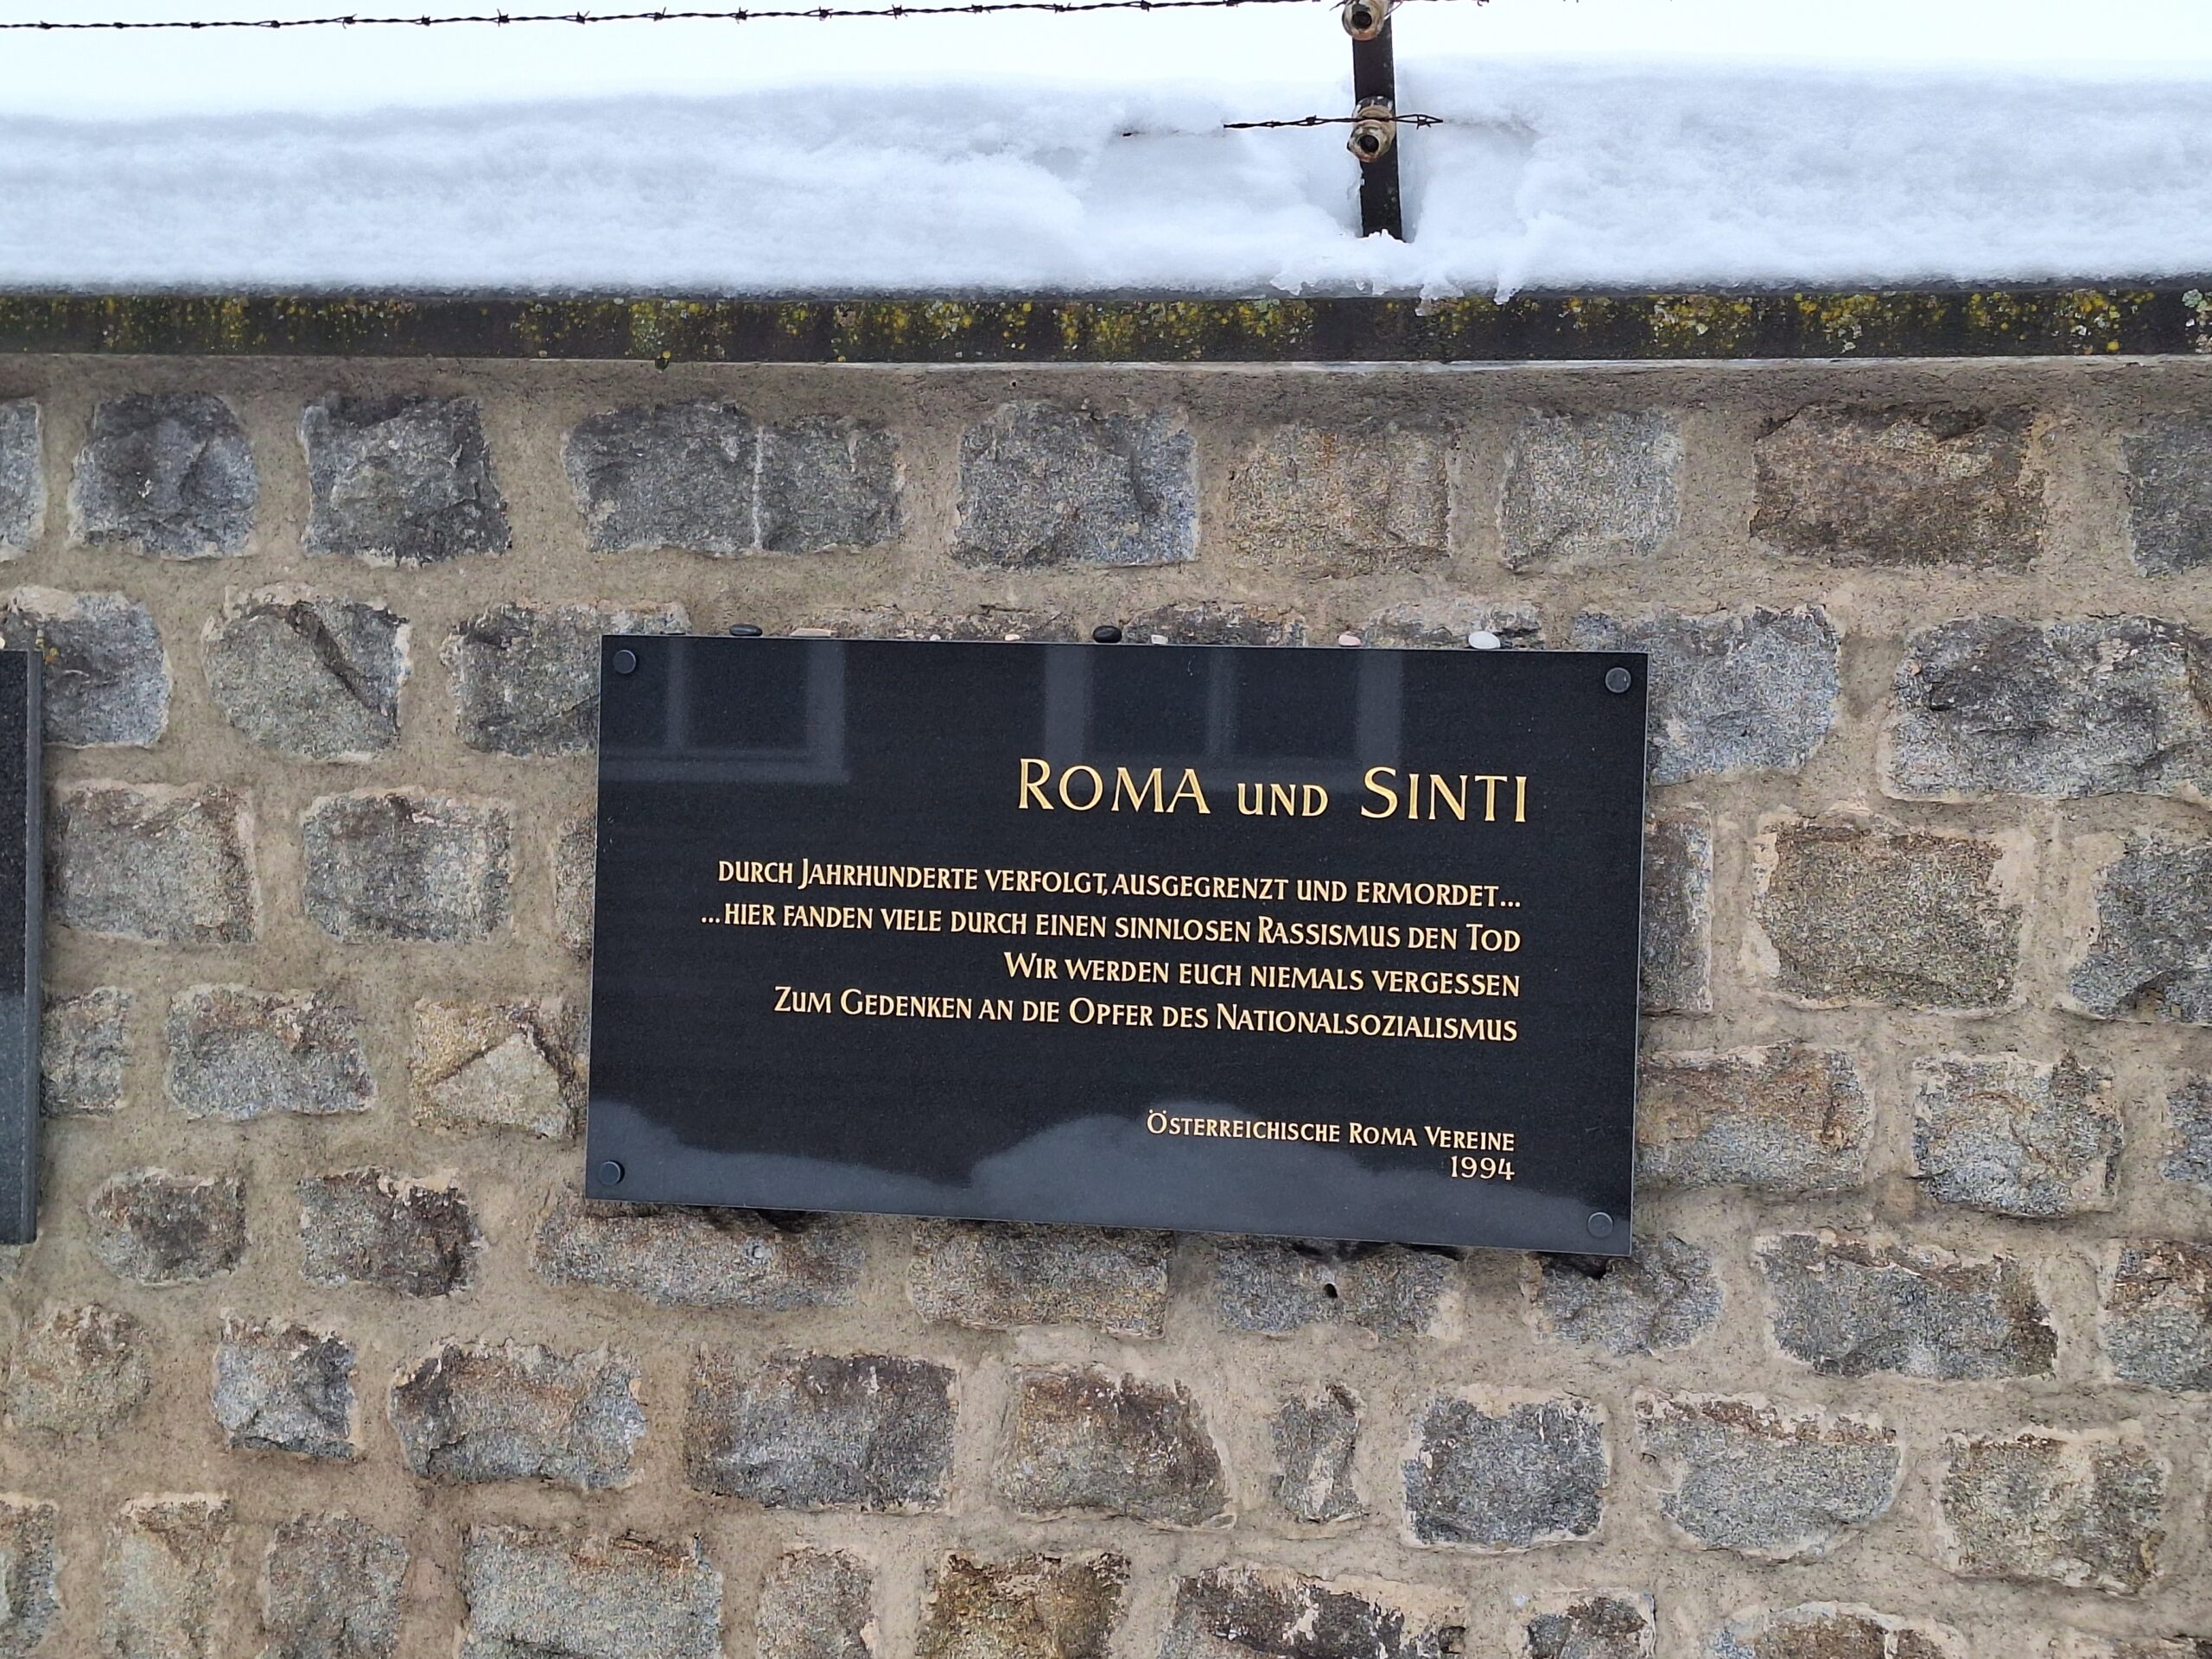 ROMA UND SINTI
DURCH JAHRHUNDERTE VERFOLGT, AUSGEGRENZT UND ERMORDET...
...HIER FANDEN VIELE DURCH EINEN SINNLOSEN RASSISMUS DEN TOD
WIR WERDEN EUCH NIEMALS VERGESSEN
ZUM GEDENKEN AN DIE OPFER DES NATIONALSOZIALISMUS
ÖSTERREICHISCHE ROMA VEREINE
1994